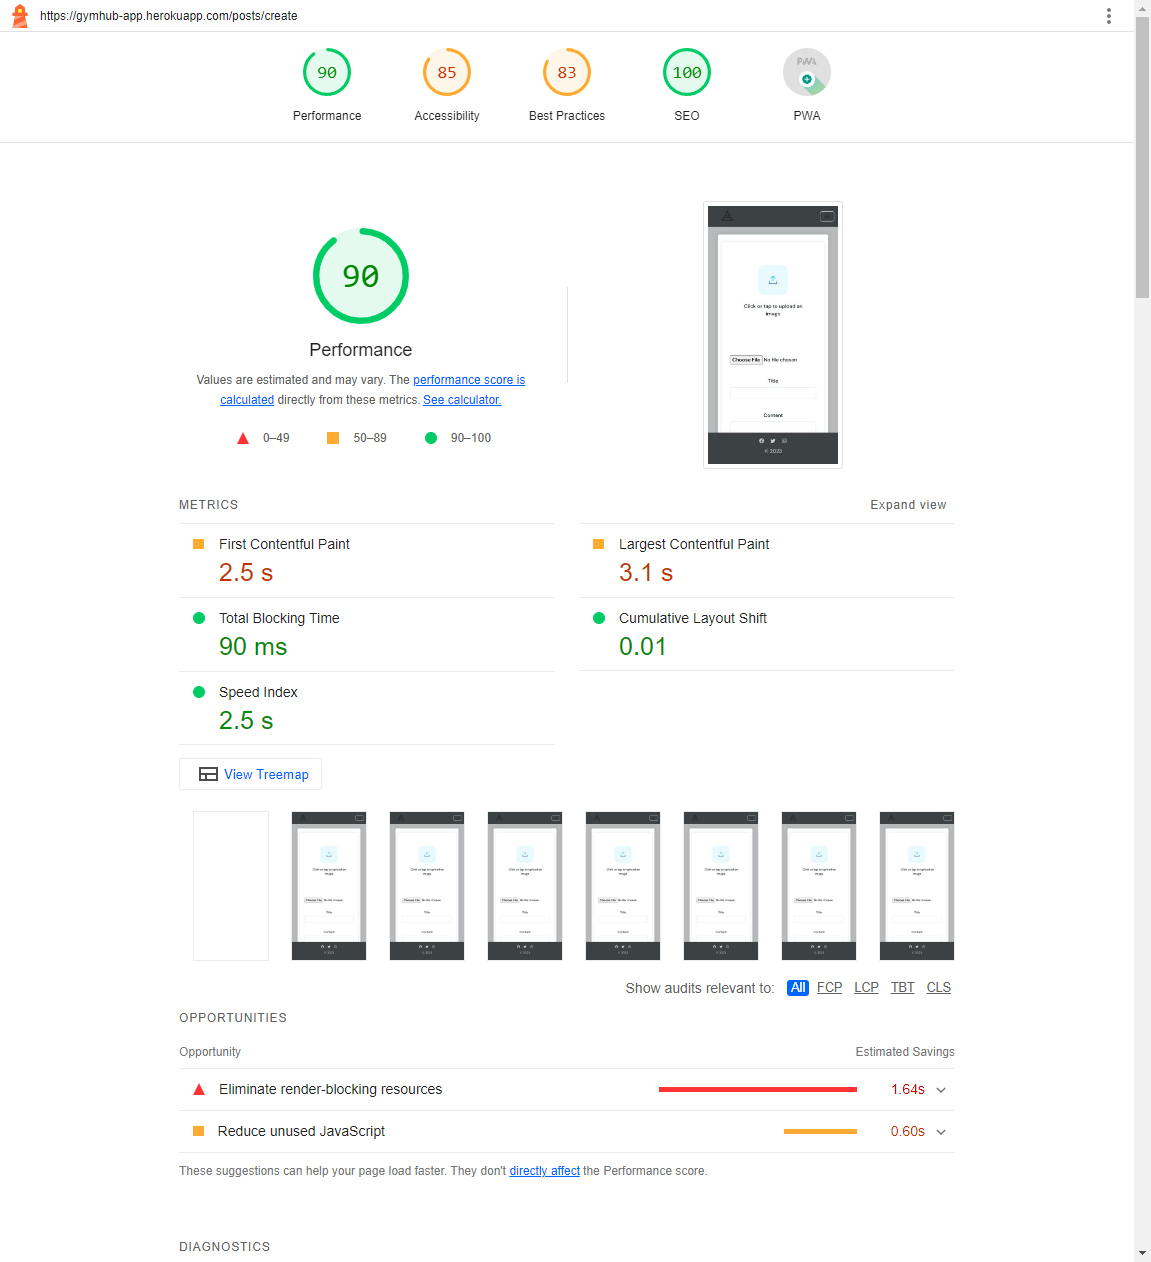 https://gymhub-app.herokuapp.com/posts/create
90
85
83
100
PWA
Performance
Accessibility
Best Practices
SEO
PWA
90
Performance
Values are estimated and may vary. The performance score is
calculated directly from these metrics. See calculator.
0–49
50–89
90–100
Click or tap to upload an
image
Choose File No file chosen
Title
Content
© 2023
METRICS
Expand view
First Contentful Paint
2.5 s
Largest Contentful Paint
3.1 s
Total Blocking Time
90 ms
Cumulative Layout Shift
0.01
Speed Index
2.5 s
View Treemap
Show audits relevant to: All FCP LCP TBT CLS
OPPORTUNITIES
Opportunity
Estimated Savings
Eliminate render-blocking resources
1.64s
Reduce unused JavaScript
0.60s
These suggestions can help your page load faster. They don't directly affect the Performance score.
DIAGNOSTICS